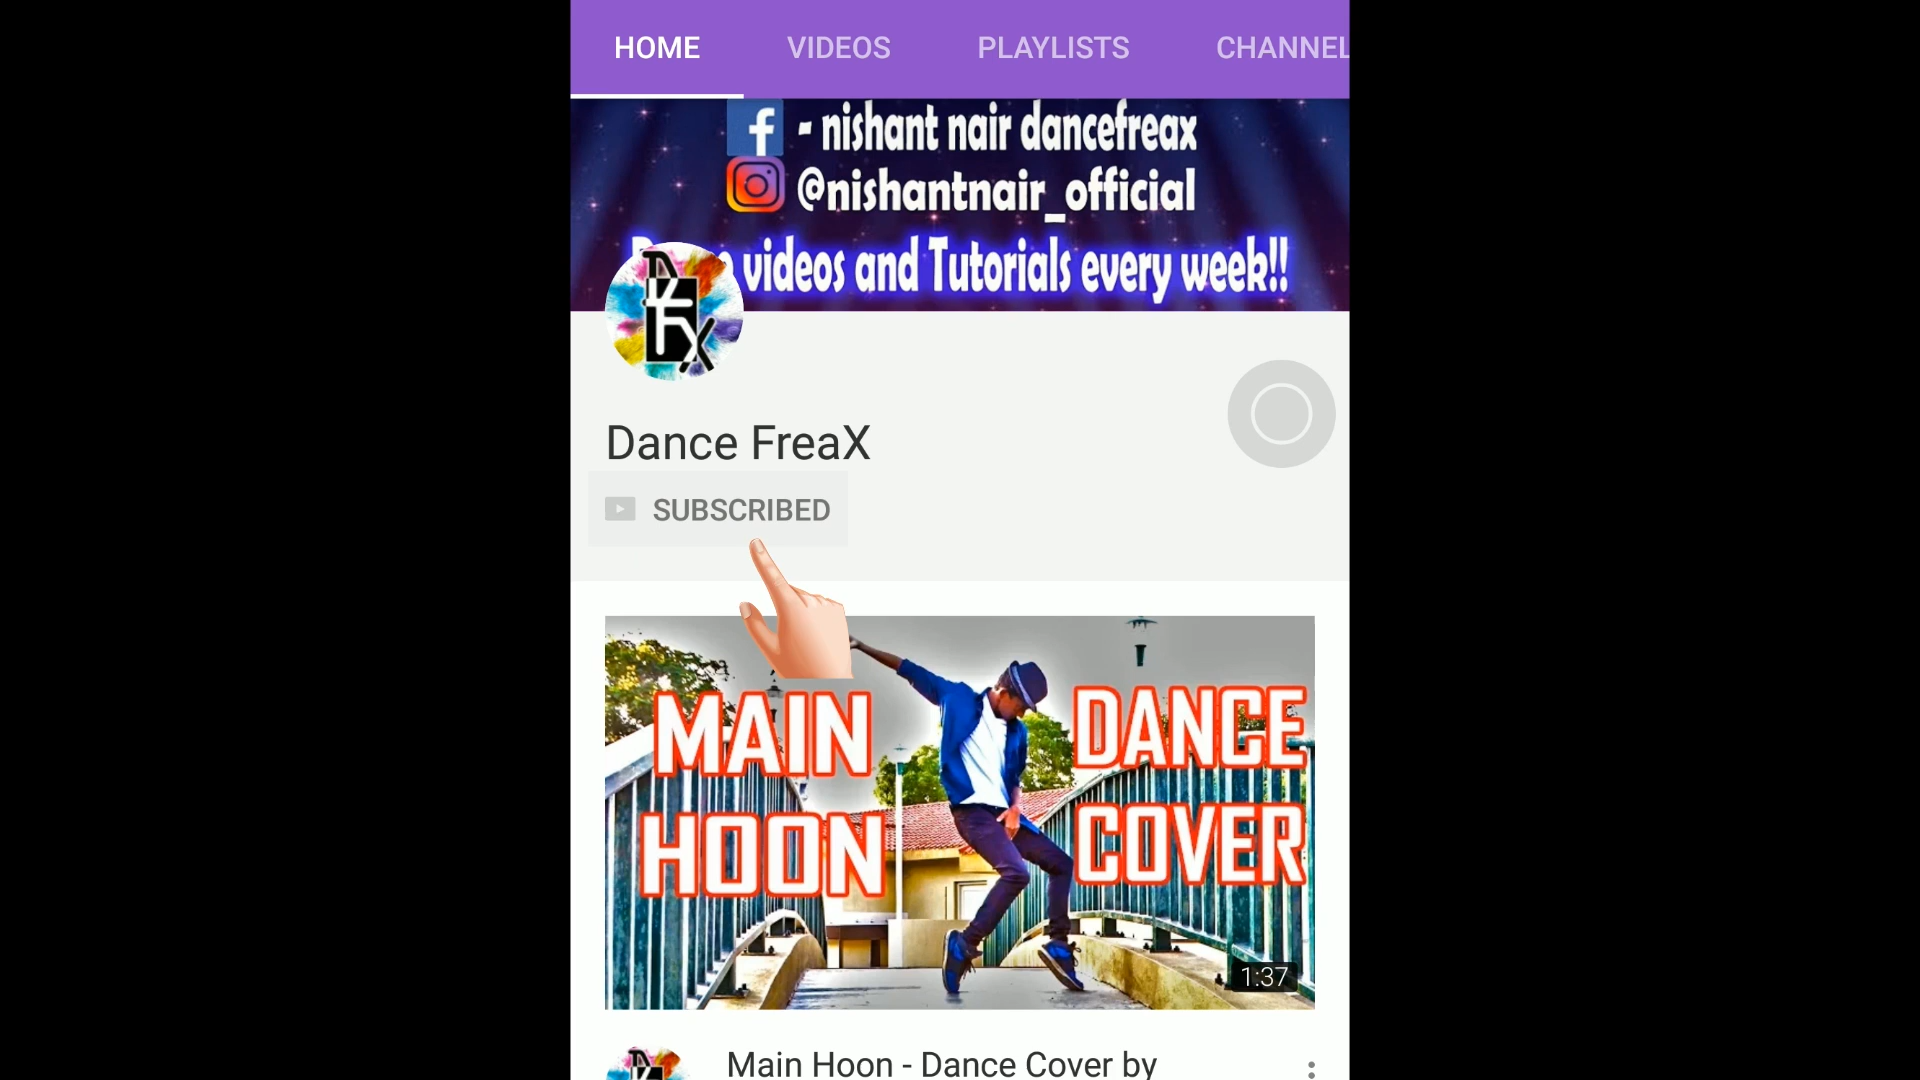 HOME VIDEOS PLAYLISTS CHANNEL
- nishant nair dancefreax
@nishantnair_official
videos and Tutorials every week!!
Dance FreaX
SUBSCRIBED
MAIN HOON
DANCE COVER
1:37
Main Hoon - Dance Cover by